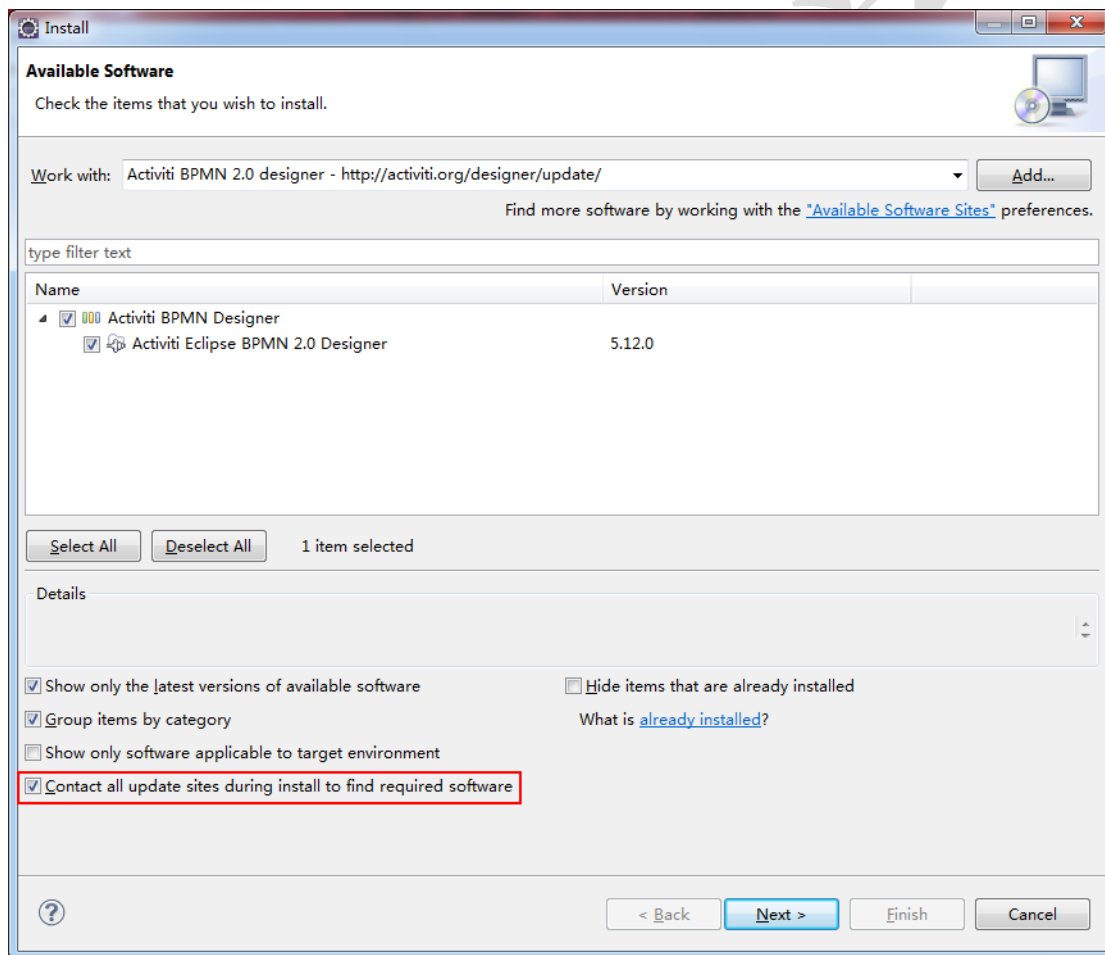 Install
Available Software
Check the items that you wish to install.
Work with: Activiti BPMN 2.0 designer - http://activiti.org/designer/update/ Add...
Find more software by working with the "Available Software Sites" preferences.
type filter text
Name Version
Activiti BPMN Designer
Activiti Eclipse BPMN 2.0 Designer 5.12.0
Select All Deselect All 1 item selected
Details
Show only the latest versions of available software Hide items that are already installed
Group items by category What is already installed?
Show only software applicable to target environment
Contact all update sites during install to find required software
? < Back Next > Finish Cancel